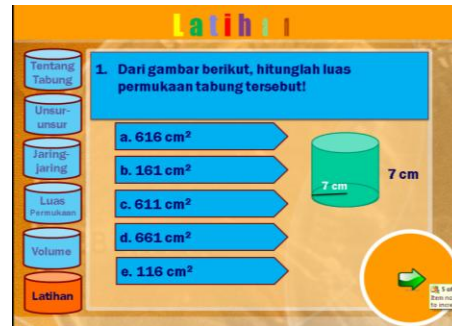 Latihan
Tentang
Tabung
Unsur-
unsur
Jaring-
jaring
Luas
Permukaan
Volume
Latihan
1. Dari gambar berikut, hitunglah luas
permukaan tabung tersebut!
a. 616 cm²
b. 161 cm²
c. 611 cm²
d. 661 cm²
e. 116 cm²
7 cm
7 cm